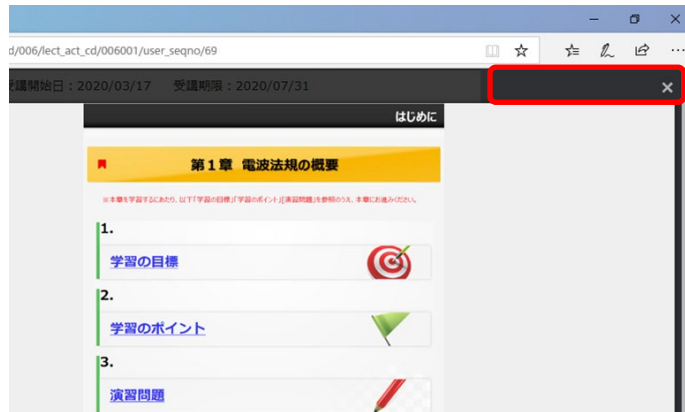 d/006/lect_act_cd/006001/user_seqno/69
受講開始日：2020/03/17 受講期限：2020/07/31
はじめに
第1章 電波法規の概要
※本章を学習するにあたり、以下「学習の目標」「学習のポイント」「演習問題」を参照のうえ、本章にお進みください。
1.
学習の目標
2.
学習のポイント
3.
演習問題